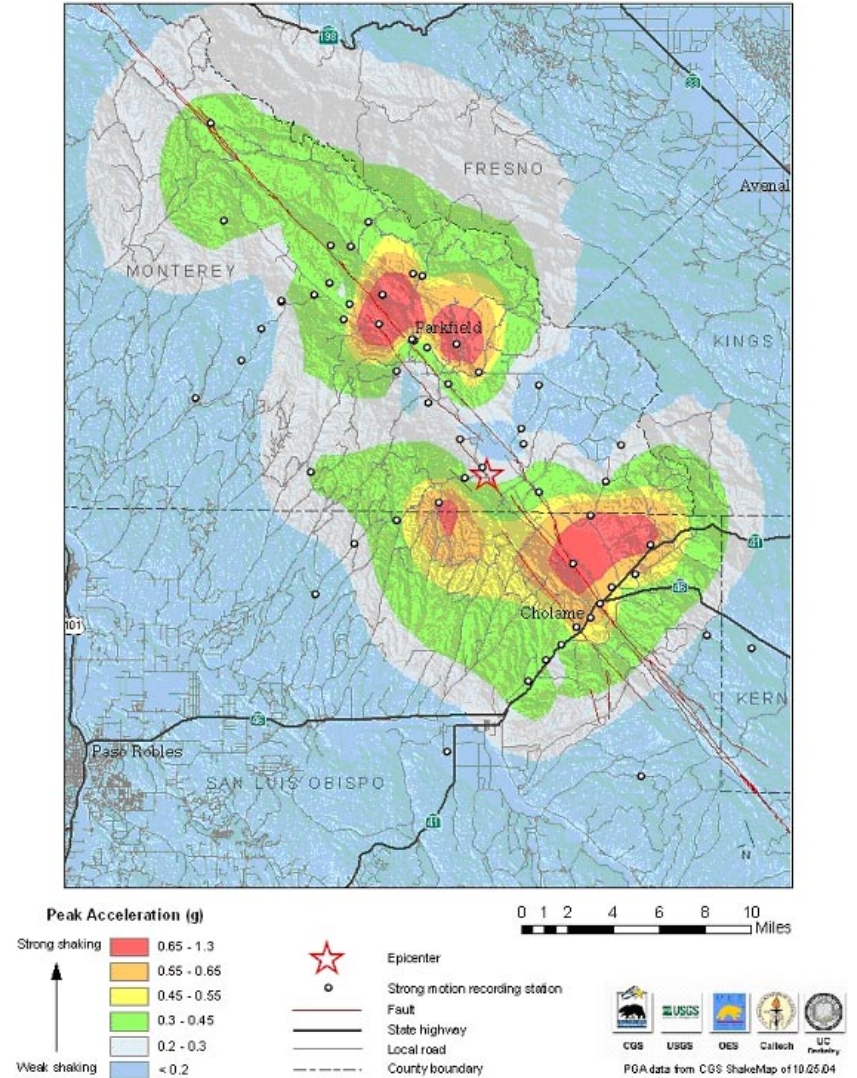 198
33
FRESNO
Avenal
MONTEREY
Parkfield
KINGS
41
46
Cholame
101
KERN
46
Paso Robles
SAN LUIS OBISPO
41
N
Peak Acceleration (g)
Strong shaking
0.65 - 1.3
0.55 - 0.65
0.45 - 0.55
0.3 - 0.45
0.2 - 0.3
Weak shaking
< 0.2
0 1 2 4 6 8 10
Miles
Epicenter
Strong motion recording station
Fault
State highway
Local road
County boundary
CGS USGS OES Caltech UC Berkeley
PGA data from CGS ShakeMap of 10/25/04